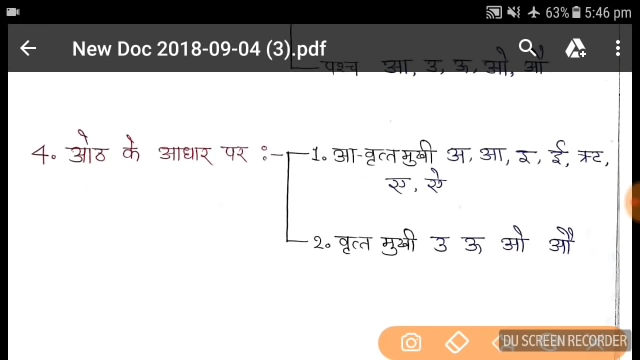 63% 5:46 pm
New Doc 2018-09-04 (3).pdf
पश्च आ, उ, ऊ, ओ, औ
4. ओठ के आधार पर :-
1. आ-वृत्तमुखी अ, आ, इ, ई, ऋ,
ए, ऐ
2. वृत्त मुखी उ ऊ ओ औ
DU SCREEN RECORDER